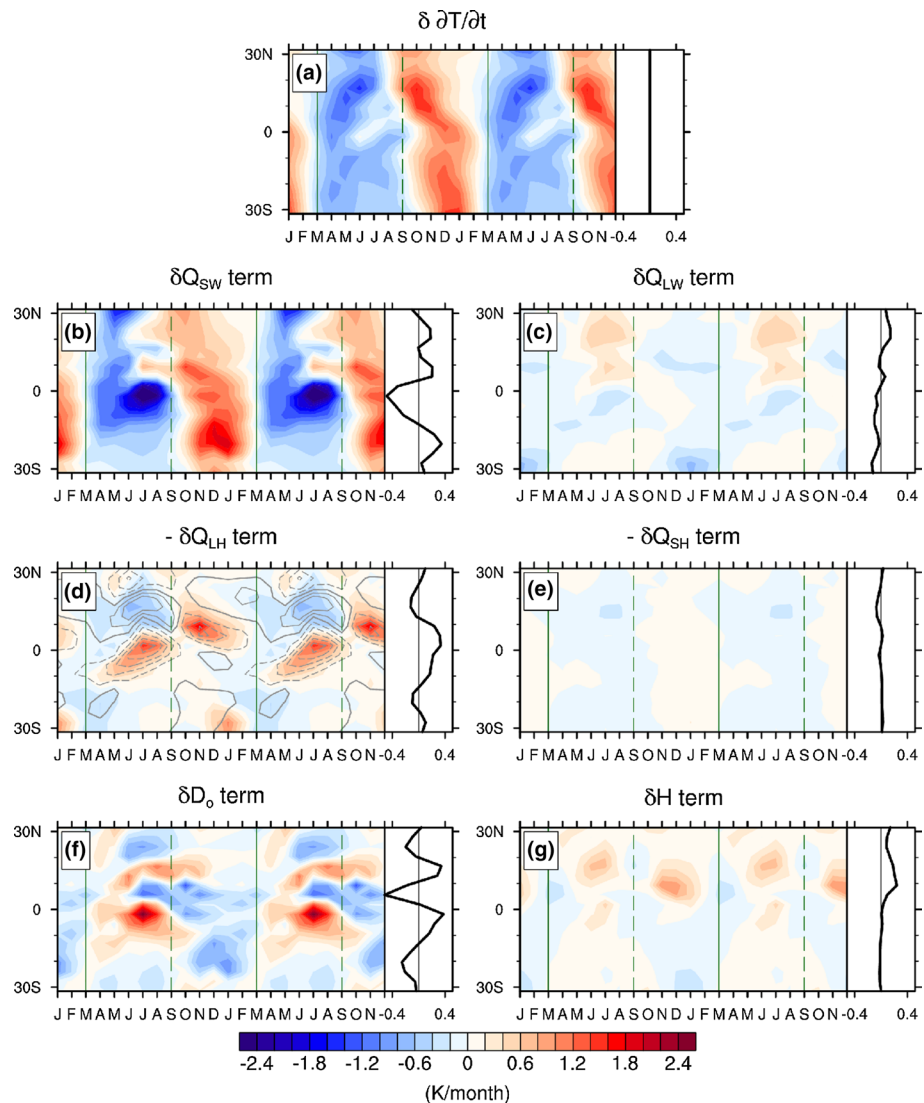 δ ∂T/∂t
(a)
30N
0
30S
J F M A M J J A S O N D J F M A M J J A S O N -0.4 0.4
δQSW term
δQLW term
(b)
30N
0
30S
J F M A M J J A S O N D J F M A M J J A S O N -0.4 0.4
(c)
30N
0
30S
J F M A M J J A S O N D J F M A M J J A S O N -0.4 0.4
- δQLH term
- δQSH term
(d)
30N
0
30S
J F M A M J J A S O N D J F M A M J J A S O N -0.4 0.4
(e)
30N
0
30S
J F M A M J J A S O N D J F M A M J J A S O N -0.4 0.4
δDo term
δH term
(f)
30N
0
30S
J F M A M J J A S O N D J F M A M J J A S O N -0.4 0.4
(g)
30N
0
30S
J F M A M J J A S O N D J F M A M J J A S O N -0.4 0.4
-2.4 -1.8 -1.2 -0.6 0 0.6 1.2 1.8 2.4
(K/month)